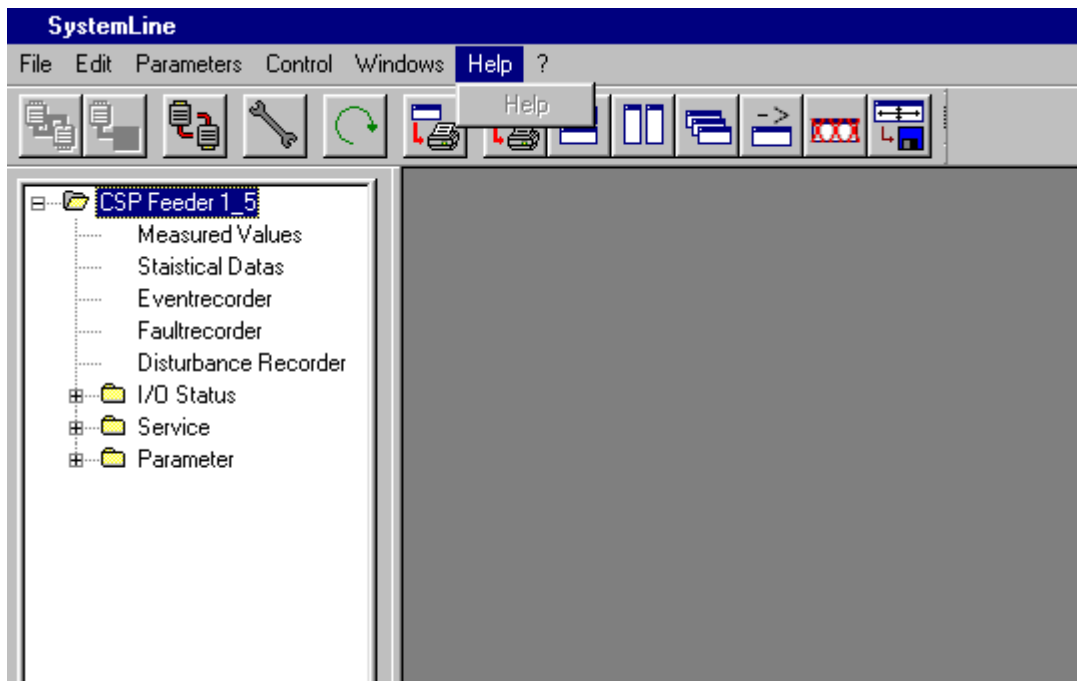 SystemLine
File Edit Parameters Control Windows Help ?
Help
CSP Feeder 1_5
Measured Values
Staistical Datas
Eventrecorder
Faultrecorder
Disturbance Recorder
I/O Status
Service
Parameter